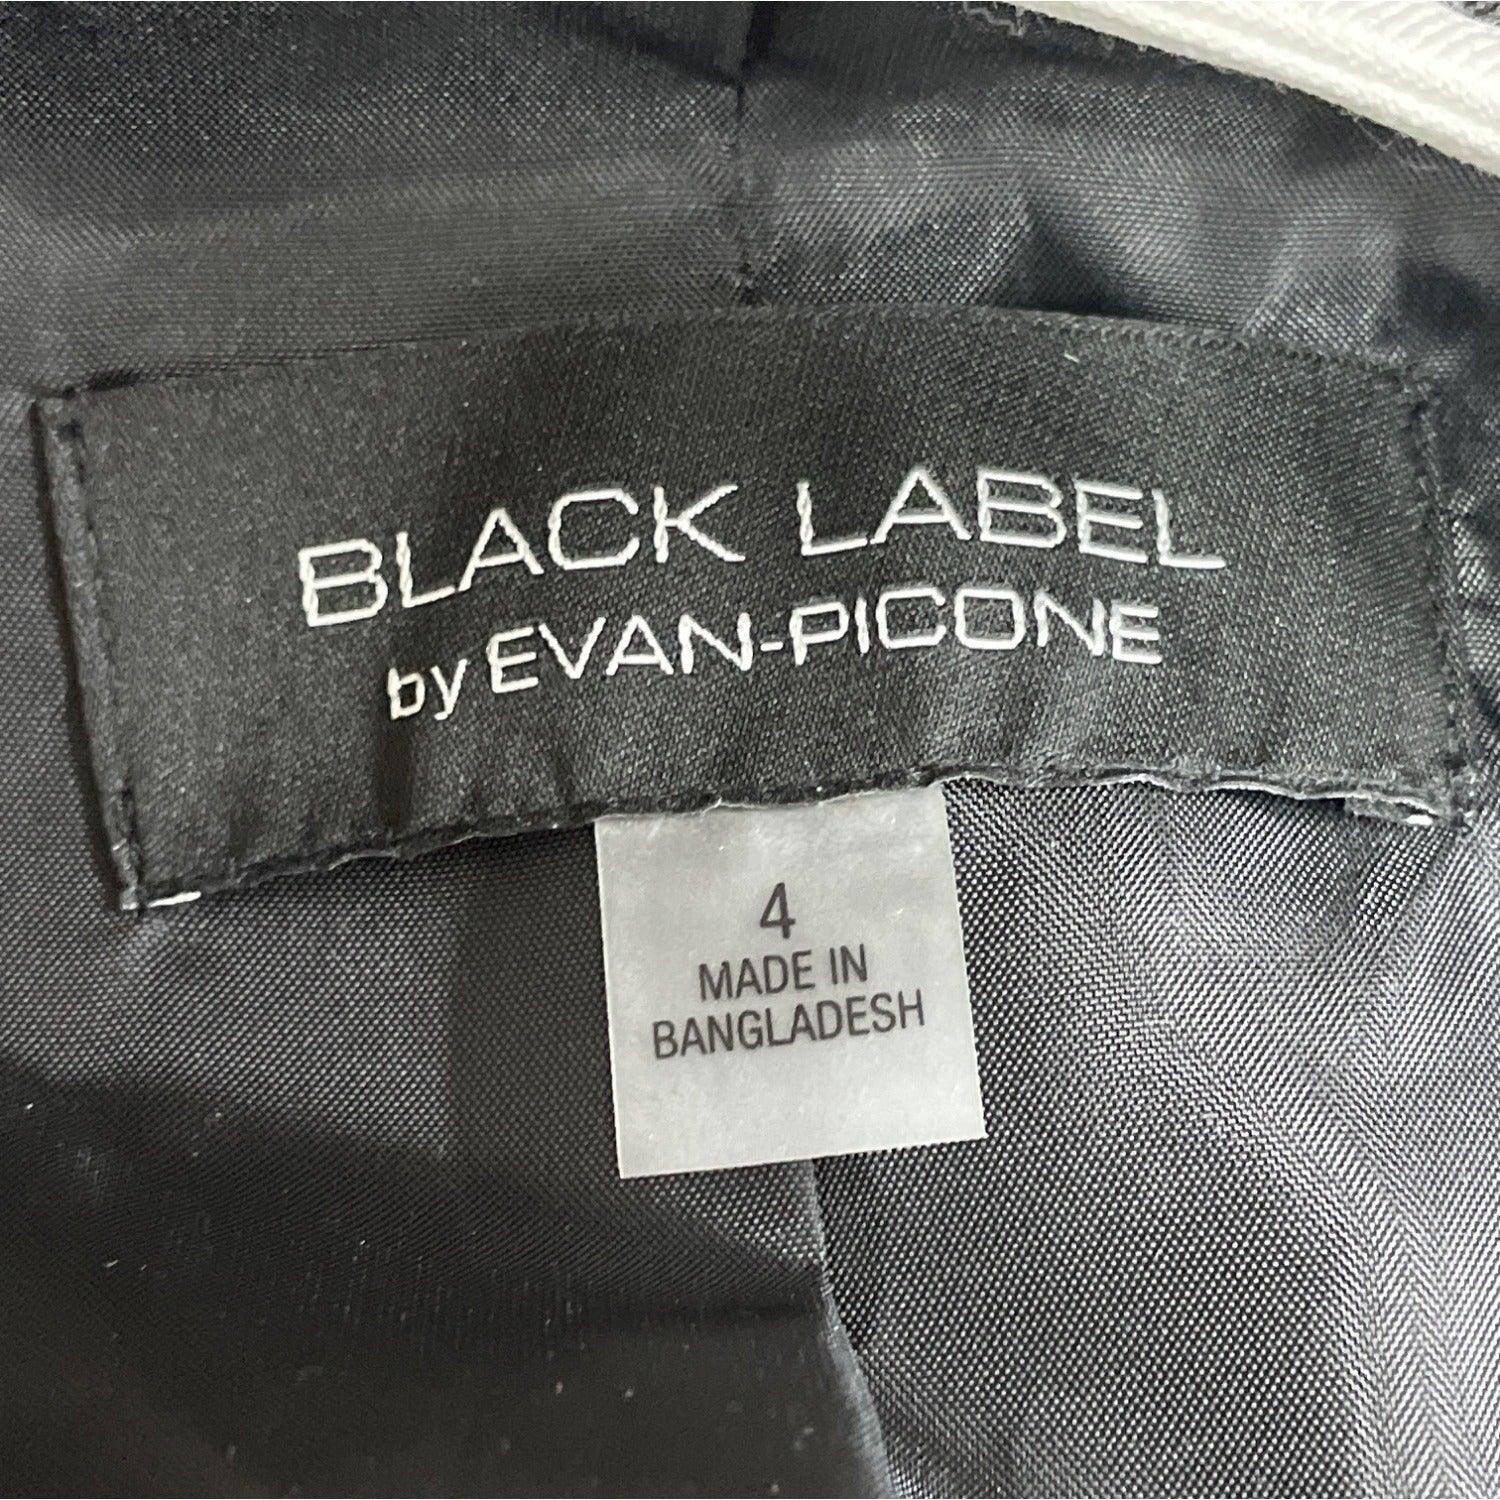 BLACK LABEL
by EVAN-PICONE
4
MADE IN
BANGLADESH